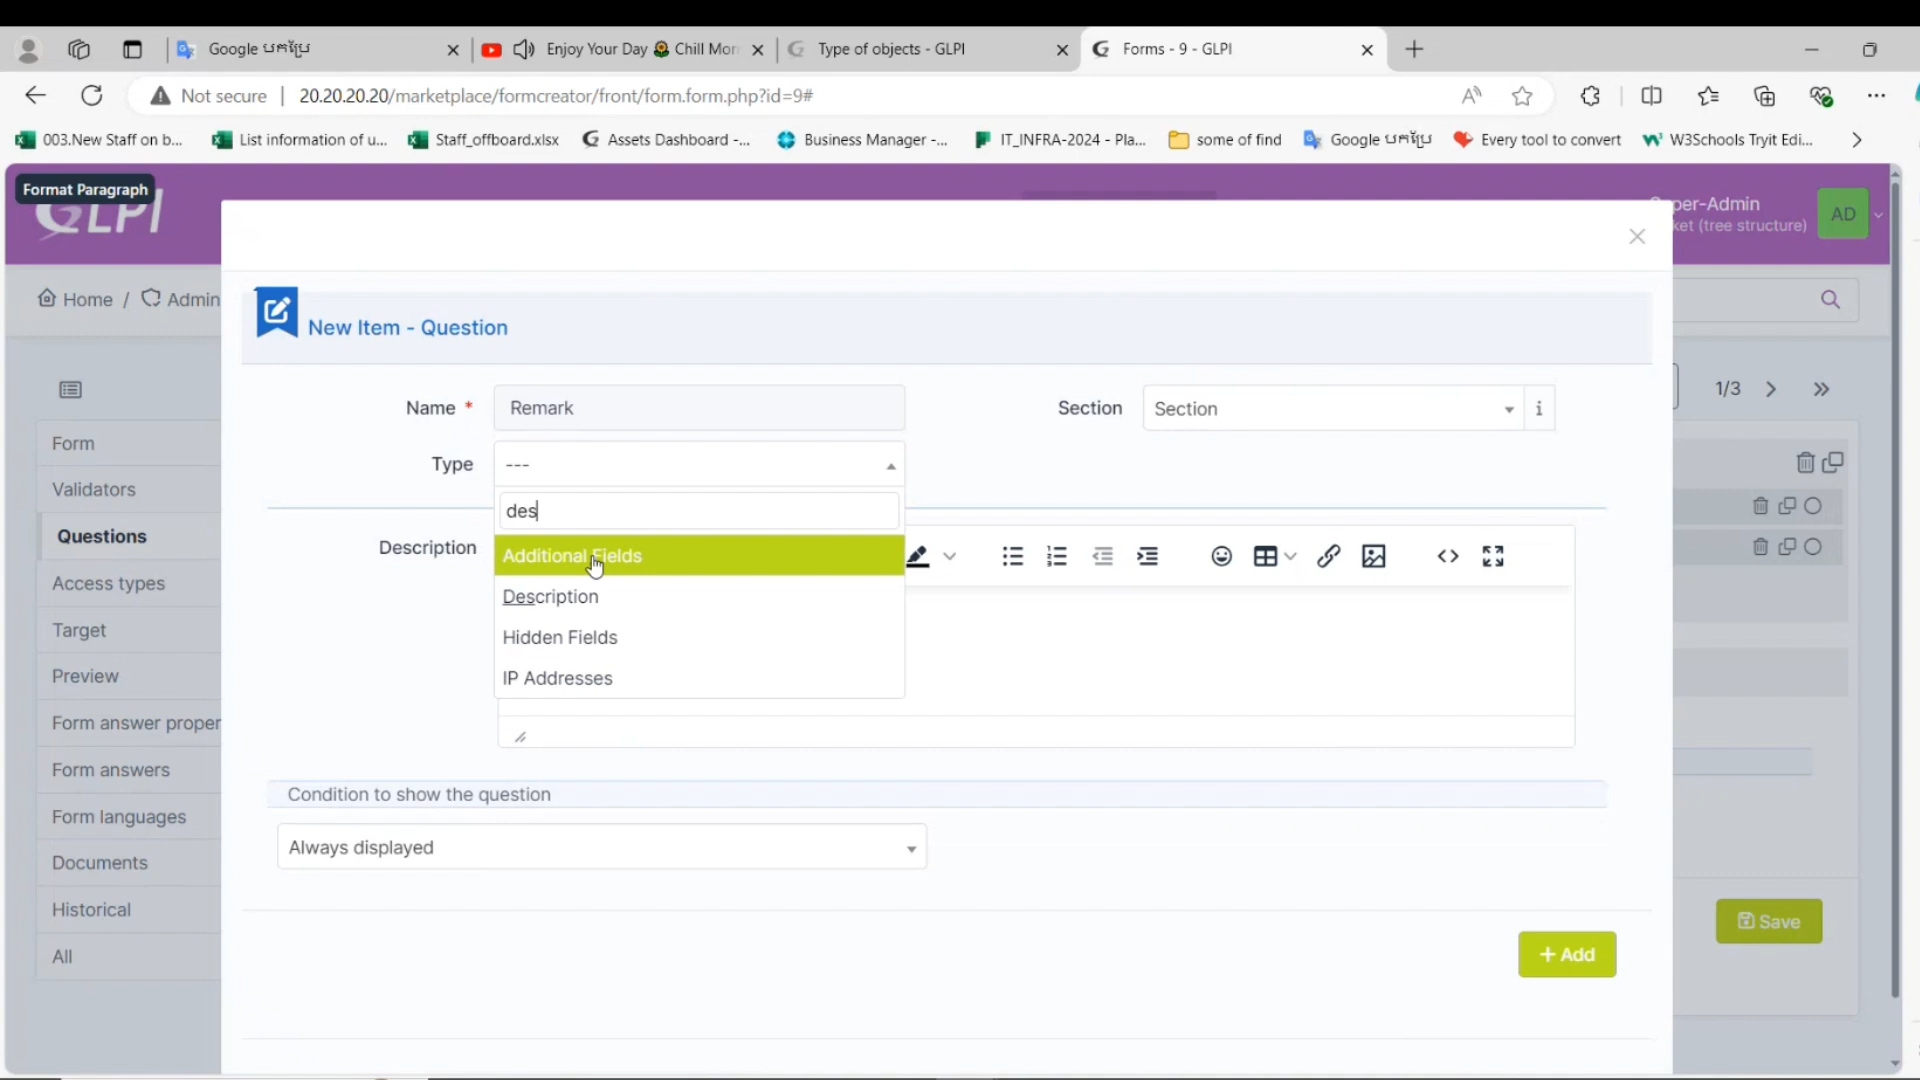 Google បកប្រែ
Enjoy Your Day 🌻 Chill Mor
Type of objects - GLPI
Forms - 9 - GLPI
Not secure | 20.20.20.20/marketplace/formcreator/front/form.form.php?id=9#
003.New Staff on b...
List information of u...
Staff_offboard.xlsx
Assets Dashboard -...
Business Manager -...
IT_INFRA-2024 - Pla...
some of find
Google បកប្រែ
Every tool to convert
W3Schools Tryit Edi...
Format Paragraph
GLPI
per-Admin
ket (tree structure)
AD
Home / Admin
New Item - Question
Name * Remark
Section Section i
1/3
Type ---
des
Description
Additional Fields
Description
Hidden Fields
IP Addresses
Form
Validators
Questions
Access types
Target
Preview
Form answer proper
Form answers
Form languages
Documents
Historical
All
Condition to show the question
Always displayed
Save
+ Add